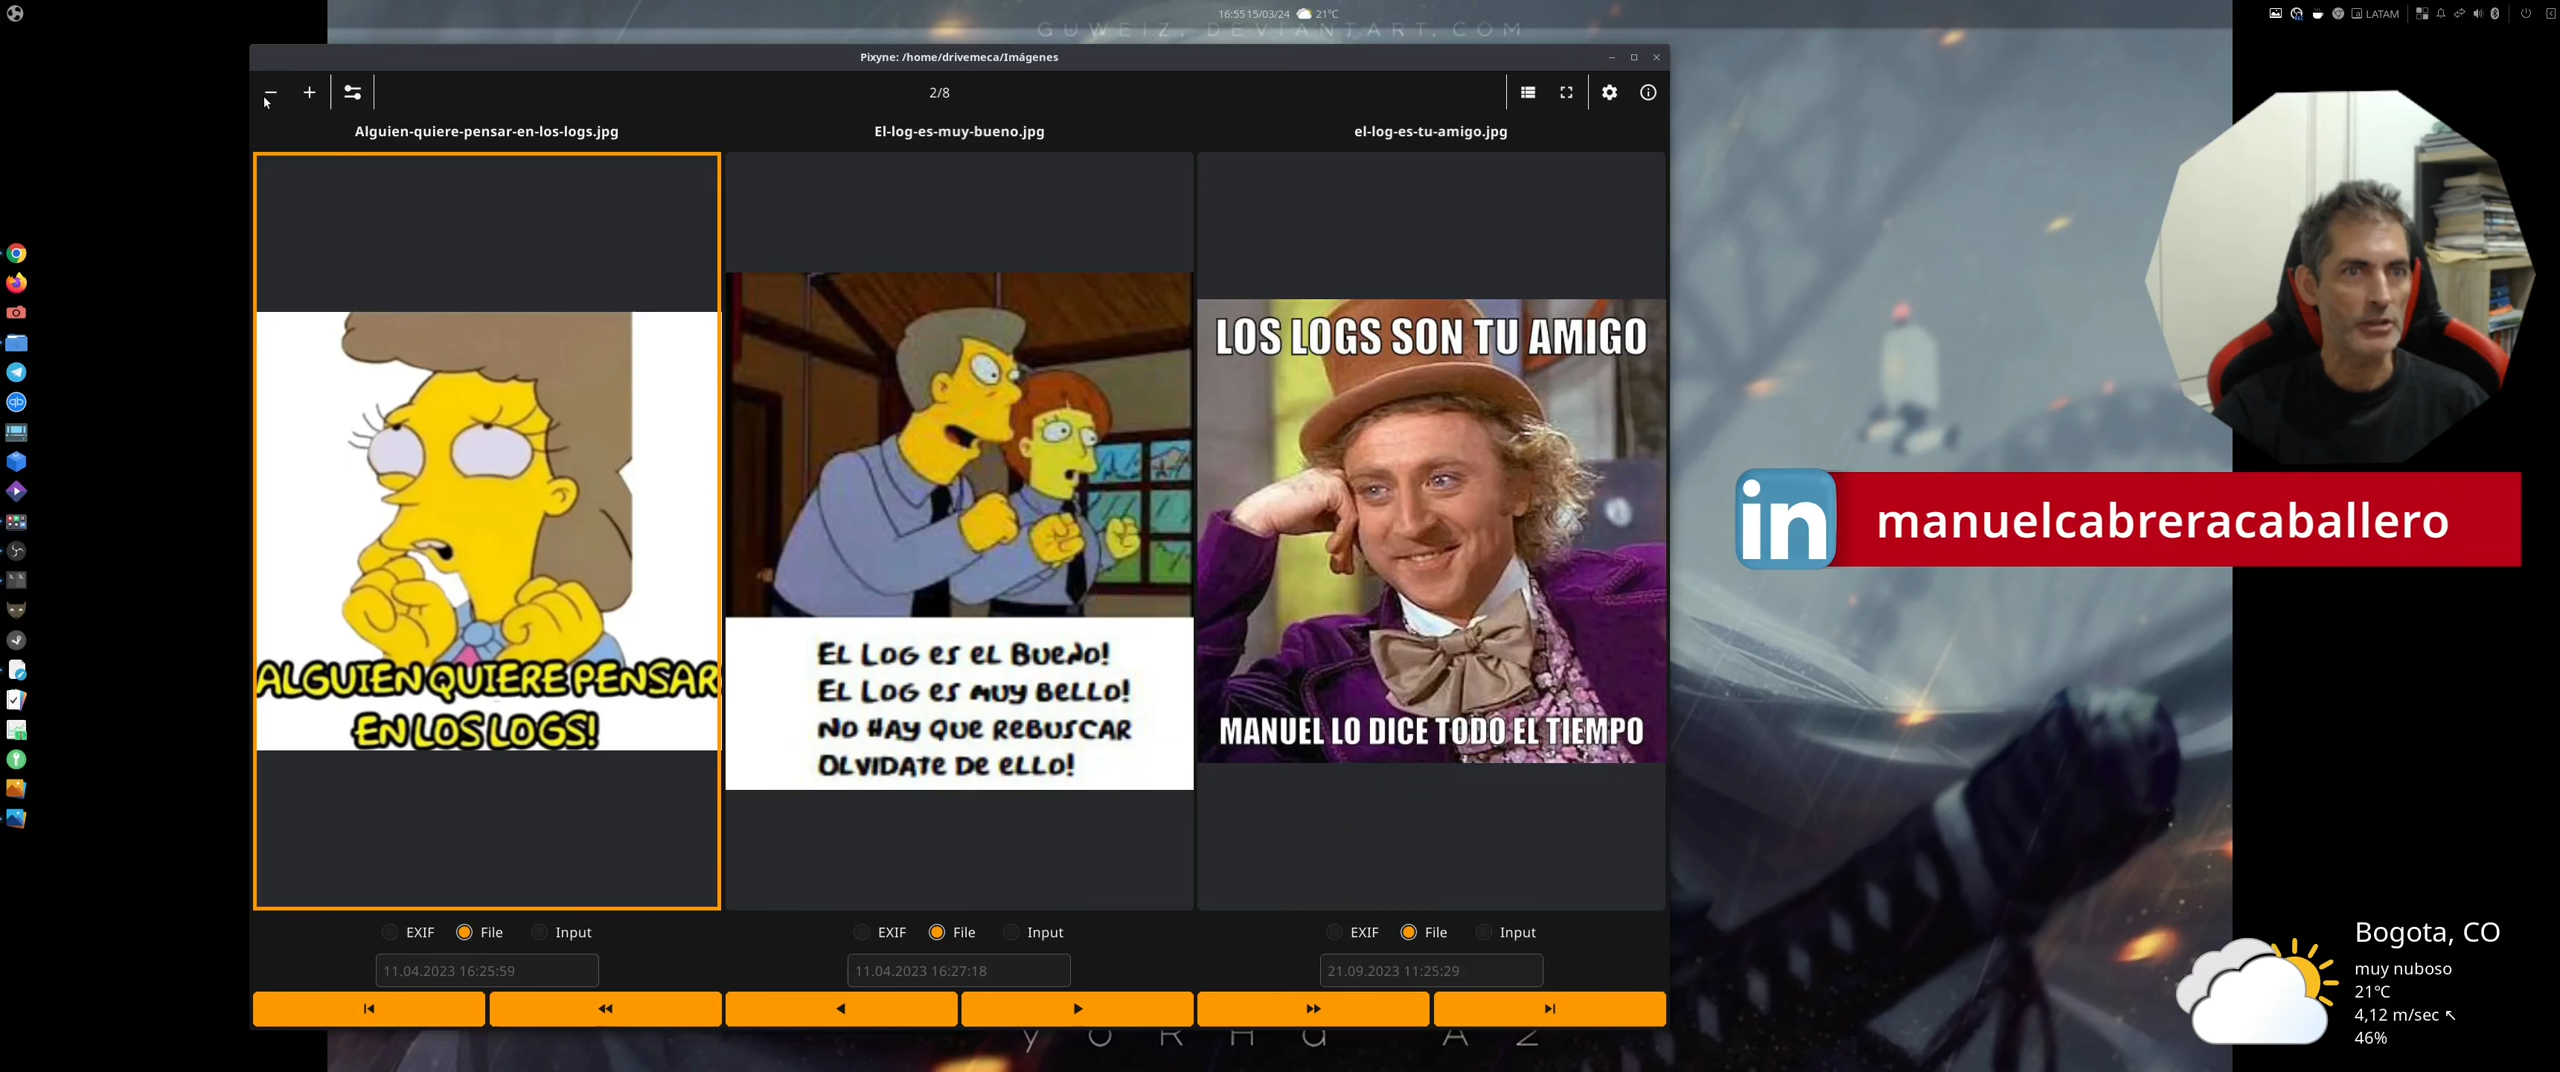 GUWEIZ. DEVIANTART.COM
16:55 15/03/24 21°C
LATAM
Pixyne: /home/drivemeca/Imágenes
2/8
Alguien-quiere-pensar-en-los-logs.jpg
El-log-es-muy-bueno.jpg
el-log-es-tu-amigo.jpg
ALGUIEN QUIERE PENSAR
EN LOS LOGS!
EL LOG ES EL BUENO!
EL LOG ES MUY BELLO!
NO HAY QUE REBUSCAR
OLVIDATE DE ELLO!
LOS LOGS SON TU AMIGO
MANUEL LO DICE TODO EL TIEMPO
in manuelcabreracaballero
EXIF File Input
EXIF File Input
EXIF File Input
11.04.2023 16:25:59
11.04.2023 16:27:18
21.09.2023 11:25:29
Bogota, CO
muy nuboso
21°C
4,12 m/sec ↖
46%
yoRHa A2